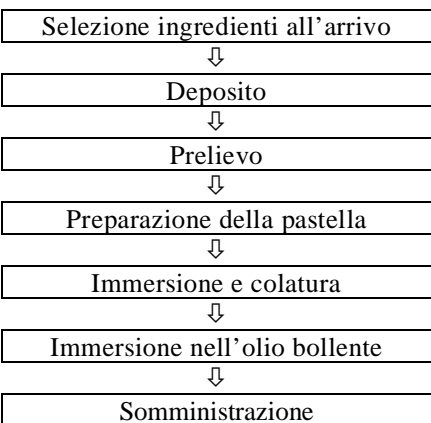 Selezione ingredienti all’arrivo
⇩
Deposito
⇩
Prelievo
⇩
Preparazione della pastella
⇩
Immersione e colatura
⇩
Immersione nell’olio bollente
⇩
Somministrazione